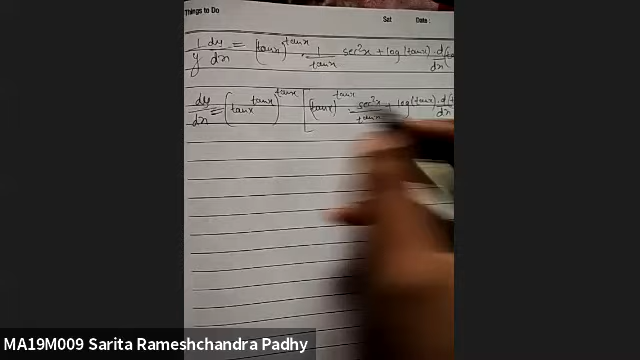 Things to Do
Sat Date :
1/y dy/dx = (tanx)^tanx · 1/tanx sec²x + log(tanx) · d/dx
dy/dx = (tanx^tanx)^tanx [(tanx)^tanx · sec²x/tanx + log(tanx) · d/dx
MA19M009 Sarita Rameshchandra Padhy